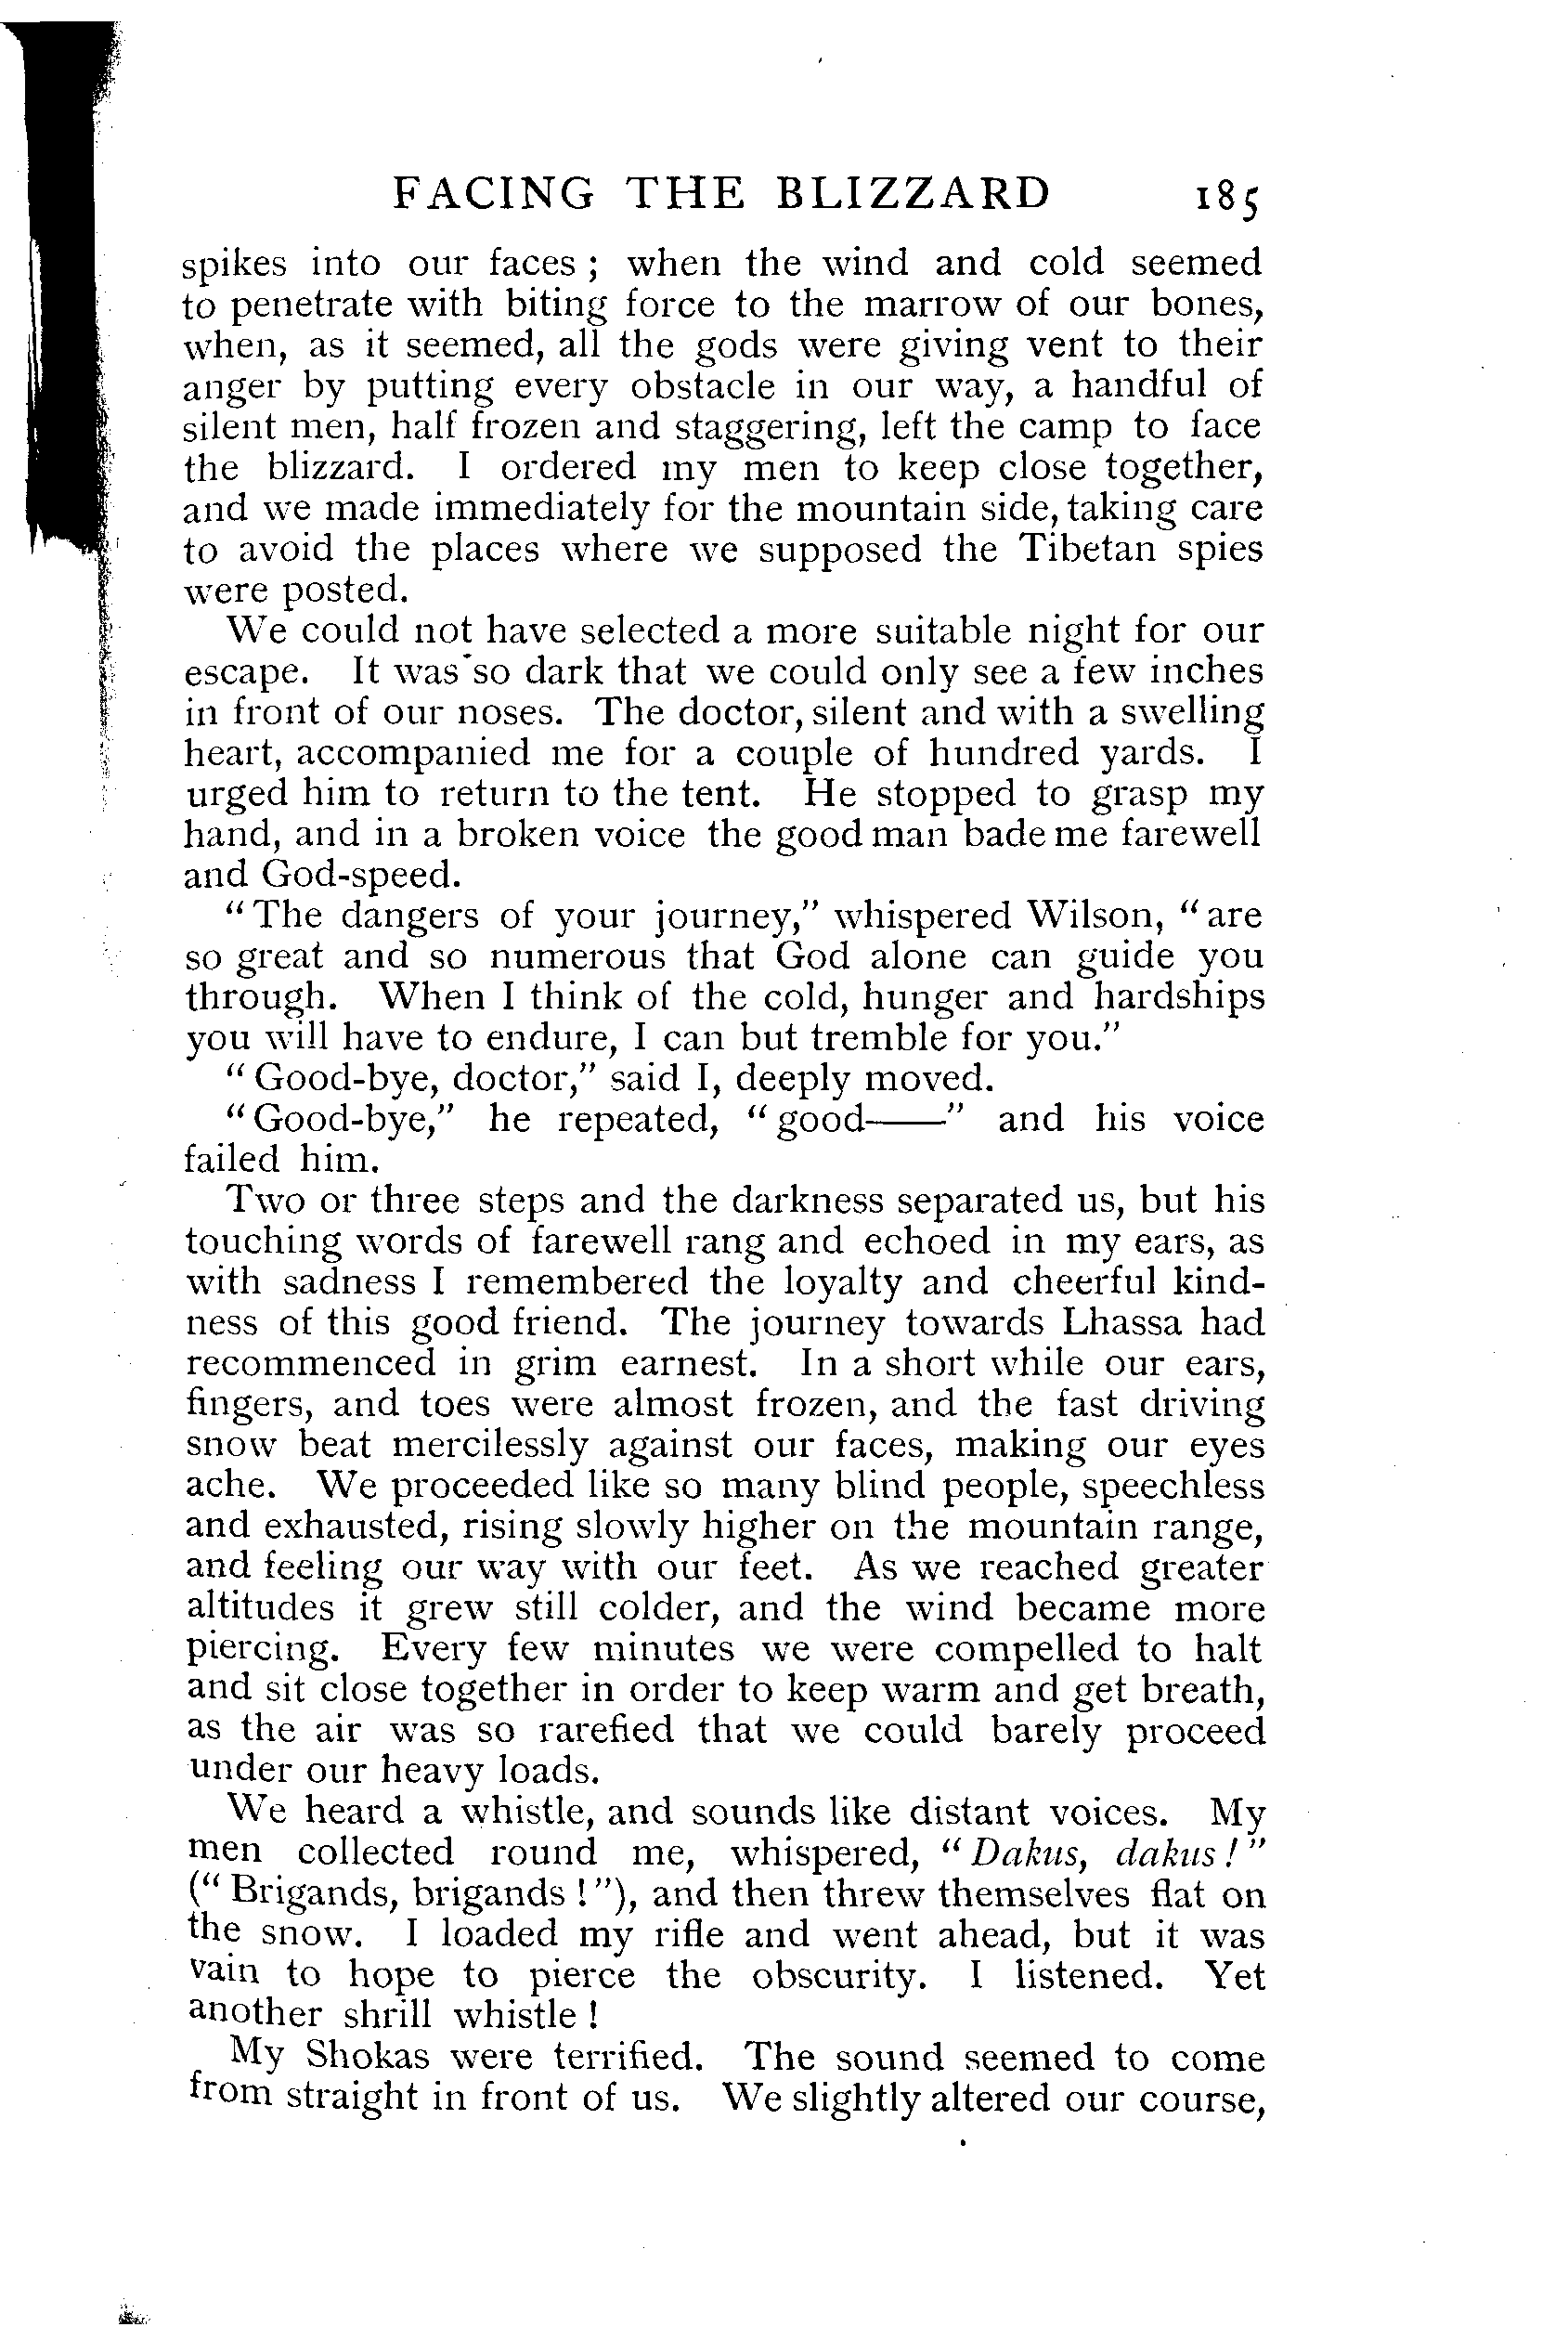 FACING THE BLIZZARD 185
spikes into our faces ; when the wind and cold seemed
to penetrate with biting force to the marrow of our bones,
when, as it seemed, all the gods were giving vent to their
anger by putting every obstacle in our way, a handful of
silent men, half frozen and staggering, left the camp to face
the blizzard. I ordered my men to keep close together,
and we made immediately for the mountain side, taking care
to avoid the places where we supposed the Tibetan spies
were posted.
We could not have selected a more suitable night for our
escape. It was so dark that we could only see a few inches
in front of our noses. The doctor, silent and with a swelling
heart, accompanied me for a couple of hundred yards. I
urged him to return to the tent. He stopped to grasp my
hand, and in a broken voice the good man bade me farewell
and God-speed.
“ The dangers of your journey,” whispered Wilson, “ are
so great and so numerous that God alone can guide you
through. When I think of the cold, hunger and hardships
you will have to endure, I can but tremble for you.”
“ Good-bye, doctor,” said I, deeply moved.
“ Good-bye,” he repeated, “ good——” and his voice
failed him.
Two or three steps and the darkness separated us, but his
touching words of farewell rang and echoed in my ears, as
with sadness I remembered the loyalty and cheerful kind-
ness of this good friend. The journey towards Lhassa had
recommenced in grim earnest. In a short while our ears,
fingers, and toes were almost frozen, and the fast driving
snow beat mercilessly against our faces, making our eyes
ache. We proceeded like so many blind people, speechless
and exhausted, rising slowly higher on the mountain range,
and feeling our way with our feet. As we reached greater
altitudes it grew still colder, and the wind became more
piercing. Every few minutes we were compelled to halt
and sit close together in order to keep warm and get breath,
as the air was so rarefied that we could barely proceed
under our heavy loads.
We heard a whistle, and sounds like distant voices. My
men collected round me, whispered, “ Dakus, dakus ! ”
(“ Brigands, brigands ! ”), and then threw themselves flat on
the snow. I loaded my rifle and went ahead, but it was
vain to hope to pierce the obscurity. I listened. Yet
another shrill whistle !
My Shokas were terrified. The sound seemed to come
from straight in front of us. We slightly altered our course,